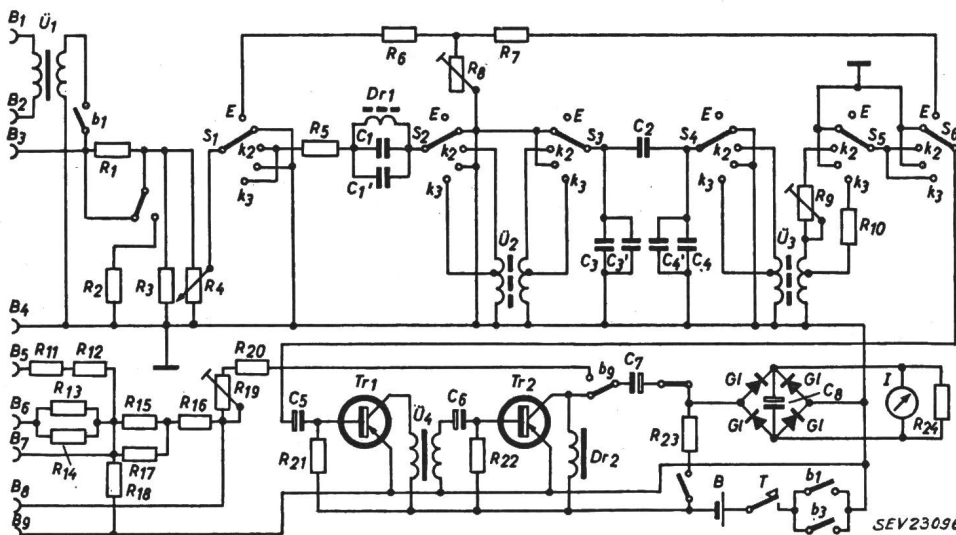 B1 Ü1
R6 R7
R8
Dr1
B2 b1 E C1 S2 E E S3 C2 S4 E E S5 E S6
B3 R1 S1 k2 R5 C1' k2 k2 k2 k2 k2
k3 k3 k3 k3 k3 k3
R9 R10
R2 R3 R4 Ü2 C3 C3' C4' C4 Ü3
B4
B5 R11 R12 R20 b9 C7
R13 R19 Tr1 Tr2 Gl Gl C8 I
B6 R15 R16 C5 Ü4 C6
B7 R14 R17 R21 R22 Dr2 R23 Gl Gl R24
R18
B8 B T b1
B9 b3
SEV23096